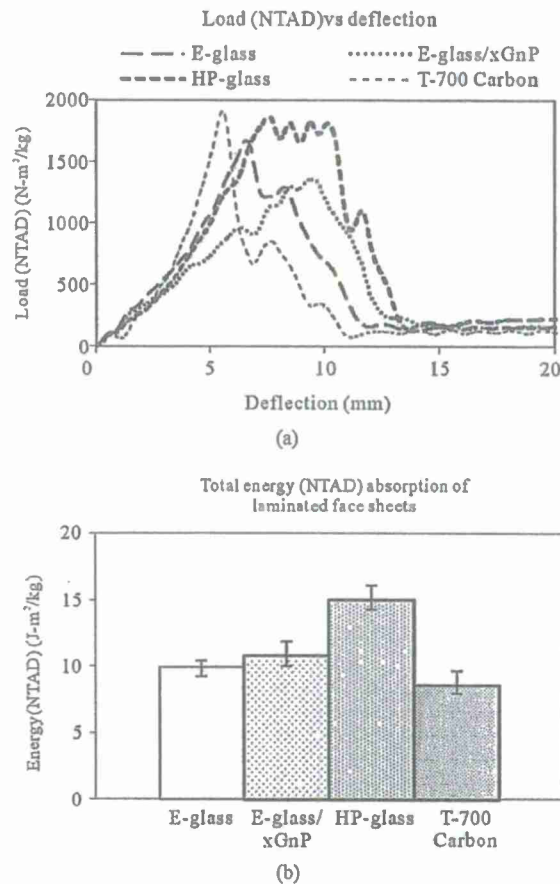 Load (NTAD)vs deflection
E-glass
E-glass/xGnP
HP-glass
T-700 Carbon
Load (NTAD) (N-m²/kg)
2000
1500
1000
500
0
0 5 10 15 20
Deflection (mm)
(a)
Total energy (NTAD) absorption of
laminated face sheets
Energy(NTAD) (J-m²/kg)
20
15
10
5
0
E-glass E-glass/ HP-glass T-700
xGnP Carbon
(b)